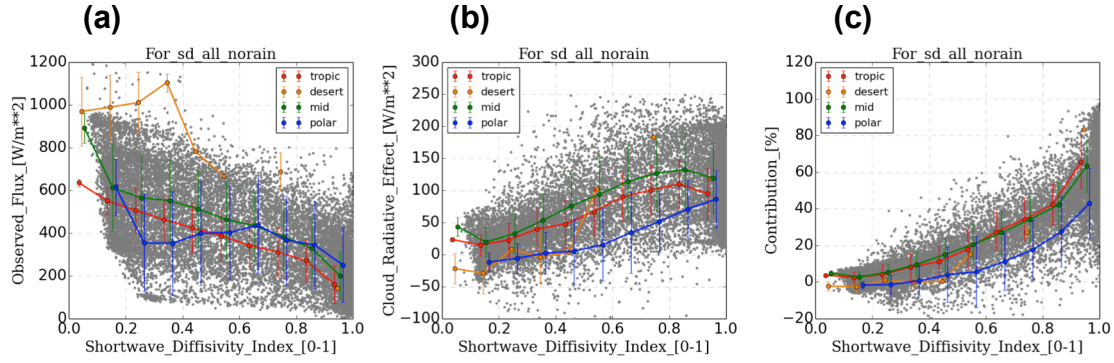 (a)
(b)
(c)
For_sd_all_norain
For_sd_all_norain
For_sd_all_norain
Observed_Flux_[W/m**2]
1200
1000
800
600
400
200
0
0.0 0.2 0.4 0.6 0.8 1.0
Shortwave_Diffisivity_Index_[0-1]
tropic
desert
mid
polar
Cloud_Radiative_Effect_[W/m**2]
300
250
200
150
100
50
0
−50
−100
0.0 0.2 0.4 0.6 0.8 1.0
Shortwave_Diffisivity_Index_[0-1]
tropic
desert
mid
polar
Contribution_[%]
120
100
80
60
40
20
0
−20
0.0 0.2 0.4 0.6 0.8 1.0
Shortwave_Diffisivity_Index_[0-1]
tropic
desert
mid
polar